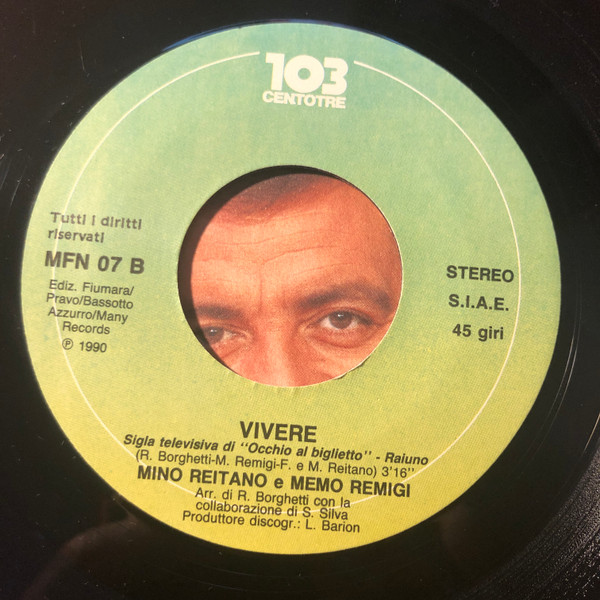 103
CENTOTRE
Tutti i diritti
riservati
MFN 07 B
Ediz. Fiumara/
Pravo/Bassotto
Azzurro/Many
Records
Ⓟ 1990
STEREO
S.I.A.E.
45 giri
VIVERE
Sigla televisiva di "Occhio al biglietto" - Raiuno
(R. Borghetti-M. Remigi-F. e M. Reitano) 3'16"
MINO REITANO e MEMO REMIGI
Arr. di R. Borghetti con la
collaborazione di S. Silva
Produttore discogr.: L. Barion